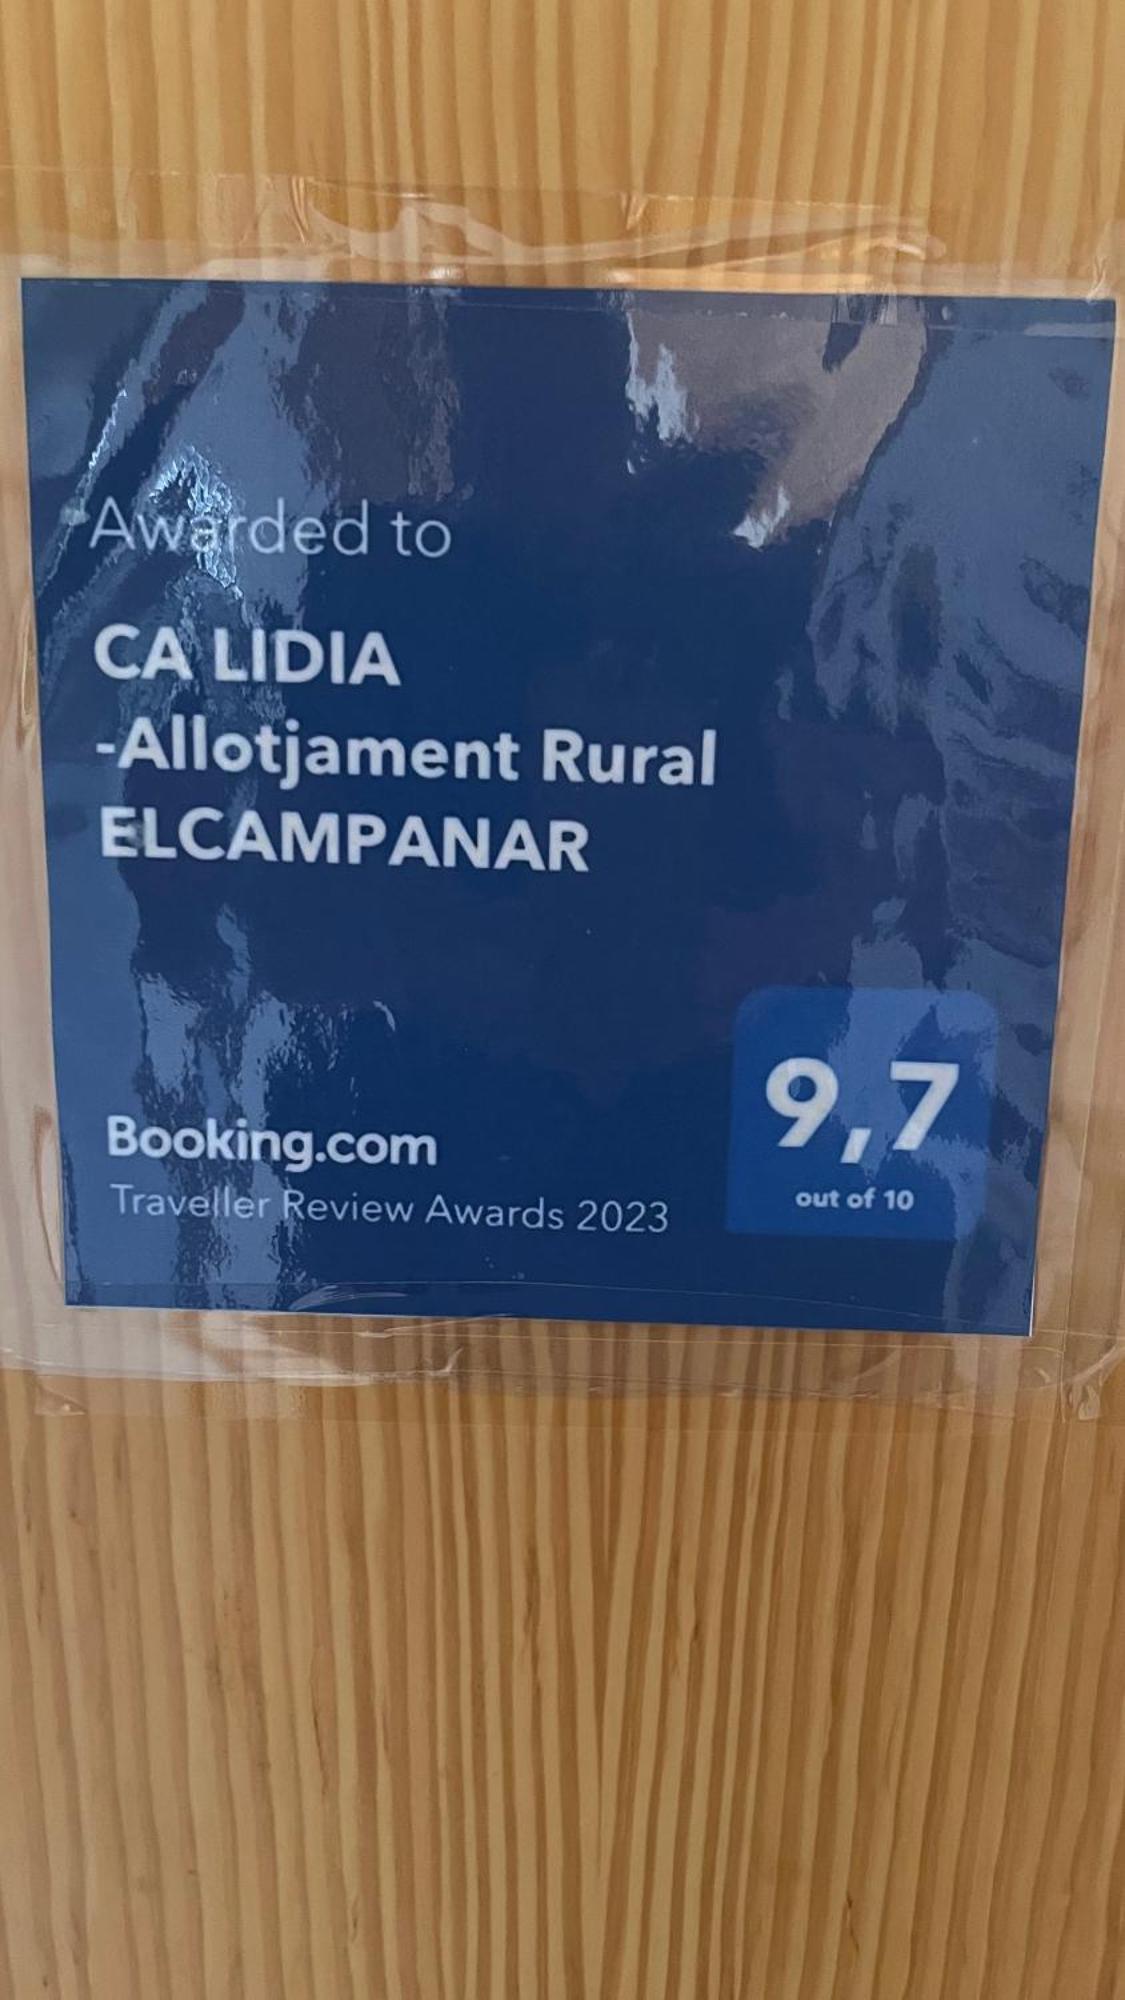 Awarded to
CA LIDIA
-Allotjament Rural
ELCAMPANAR
Booking.com
Traveller Review Awards 2023
9,7
out of 10